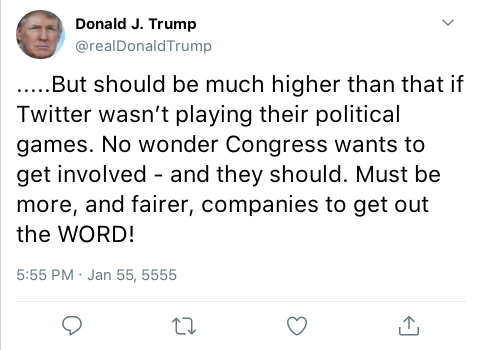 Donald J. Trump
@realDonaldTrump
.....But should be much higher than that if
Twitter wasn’t playing their political
games. No wonder Congress wants to
get involved - and they should. Must be
more, and fairer, companies to get out
the WORD!
5:55 PM · Jan 55, 5555